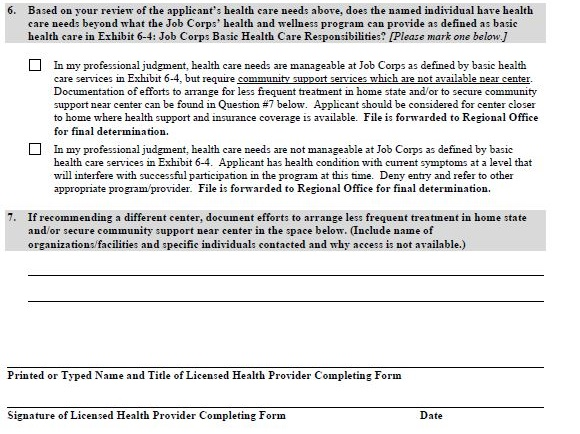 6. Based on your review of the applicant's health care needs above, does the named individual have health
care needs beyond what the Job Corps' health and wellness program can provide as defined as basic
health care in Exhibit 6-4: Job Corps Basic Health Care Responsibilities? [Please mark one below.]
☐ In my professional judgment, health care needs are manageable at Job Corps as defined by basic health
care services in Exhibit 6-4, but require community support services which are not available near center.
Documentation of efforts to arrange for less frequent treatment in home state and/or to secure community
support near center can be found in Question #7 below. Applicant should be considered for center closer
to home where health support and insurance coverage is available. File is forwarded to Regional Office
for final determination.
☐ In my professional judgment, health care needs are not manageable at Job Corps as defined by basic
health care services in Exhibit 6-4. Applicant has health condition with current symptoms at a level that
will interfere with successful participation in the program at this time. Deny entry and refer to other
appropriate program/provider. File is forwarded to Regional Office for final determination.
7. If recommending a different center, document efforts to arrange less frequent treatment in home state
and/or secure community support near center in the space below. (Include name of
organizations/facilities and specific individuals contacted and why access is not available.)
Printed or Typed Name and Title of Licensed Health Provider Completing Form
Signature of Licensed Health Provider Completing Form Date